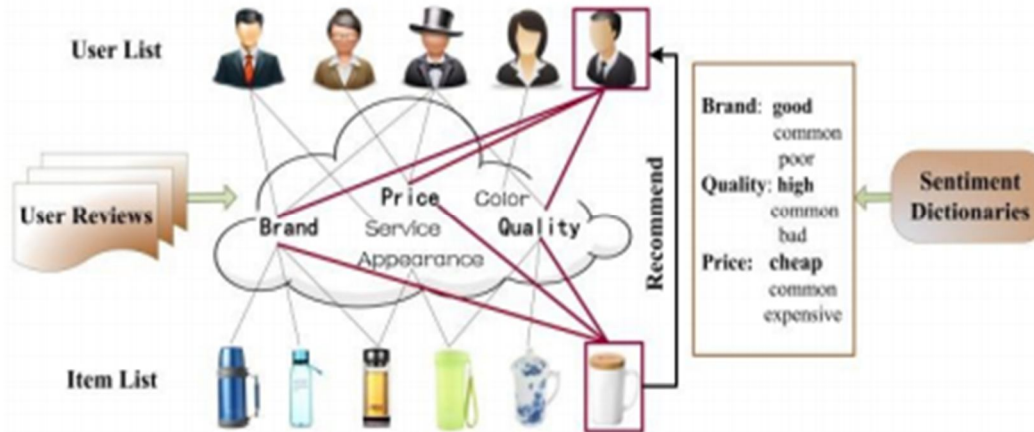 User List
User Reviews
Brand
Price
Color
Service
Quality
Appearance
Item List
Recommend
Brand: good
common
poor
Quality: high
common
bad
Price: cheap
common
expensive
Sentiment
Dictionaries